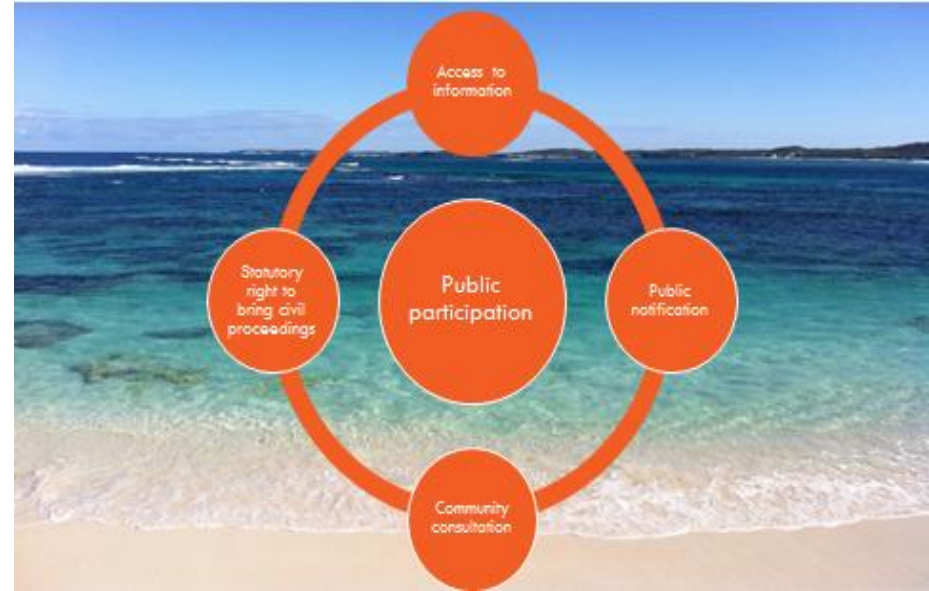 Access to
information
Statutory
right to
bring civil
proceedings
Public
participation
Public
notification
Community
consultation